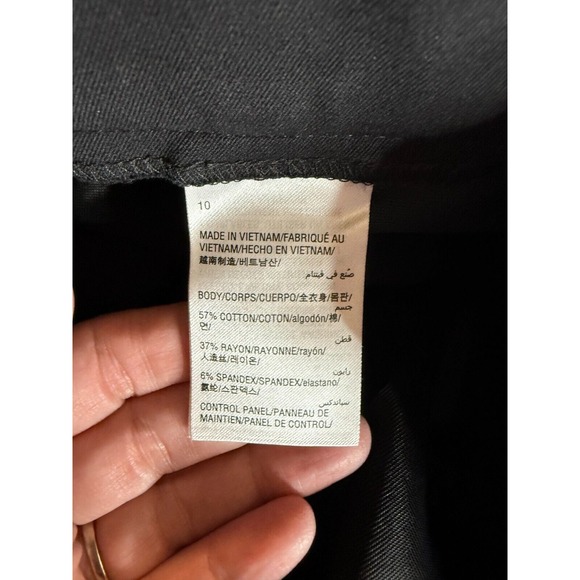 10
MADE IN VIETNAM/FABRIQUÉ AU
VIETNAM/HECHO EN VIETNAM/
越南制造/베트남산/
صّنع في فيتنام
BODY/CORPS/CUERPO/全衣身/몸판/
جسم
57% COTTON/COTON/algodón/棉/
면/
قطن
37% RAYON/RAYONNE/rayón/
人造丝/레이온/
رايون
6% SPANDEX/SPANDEX/elastano/
氨纶/스판덱스/
سباندكس
CONTROL PANEL/PANNEAU DE
MAINTIEN/PANEL DE CONTROL/